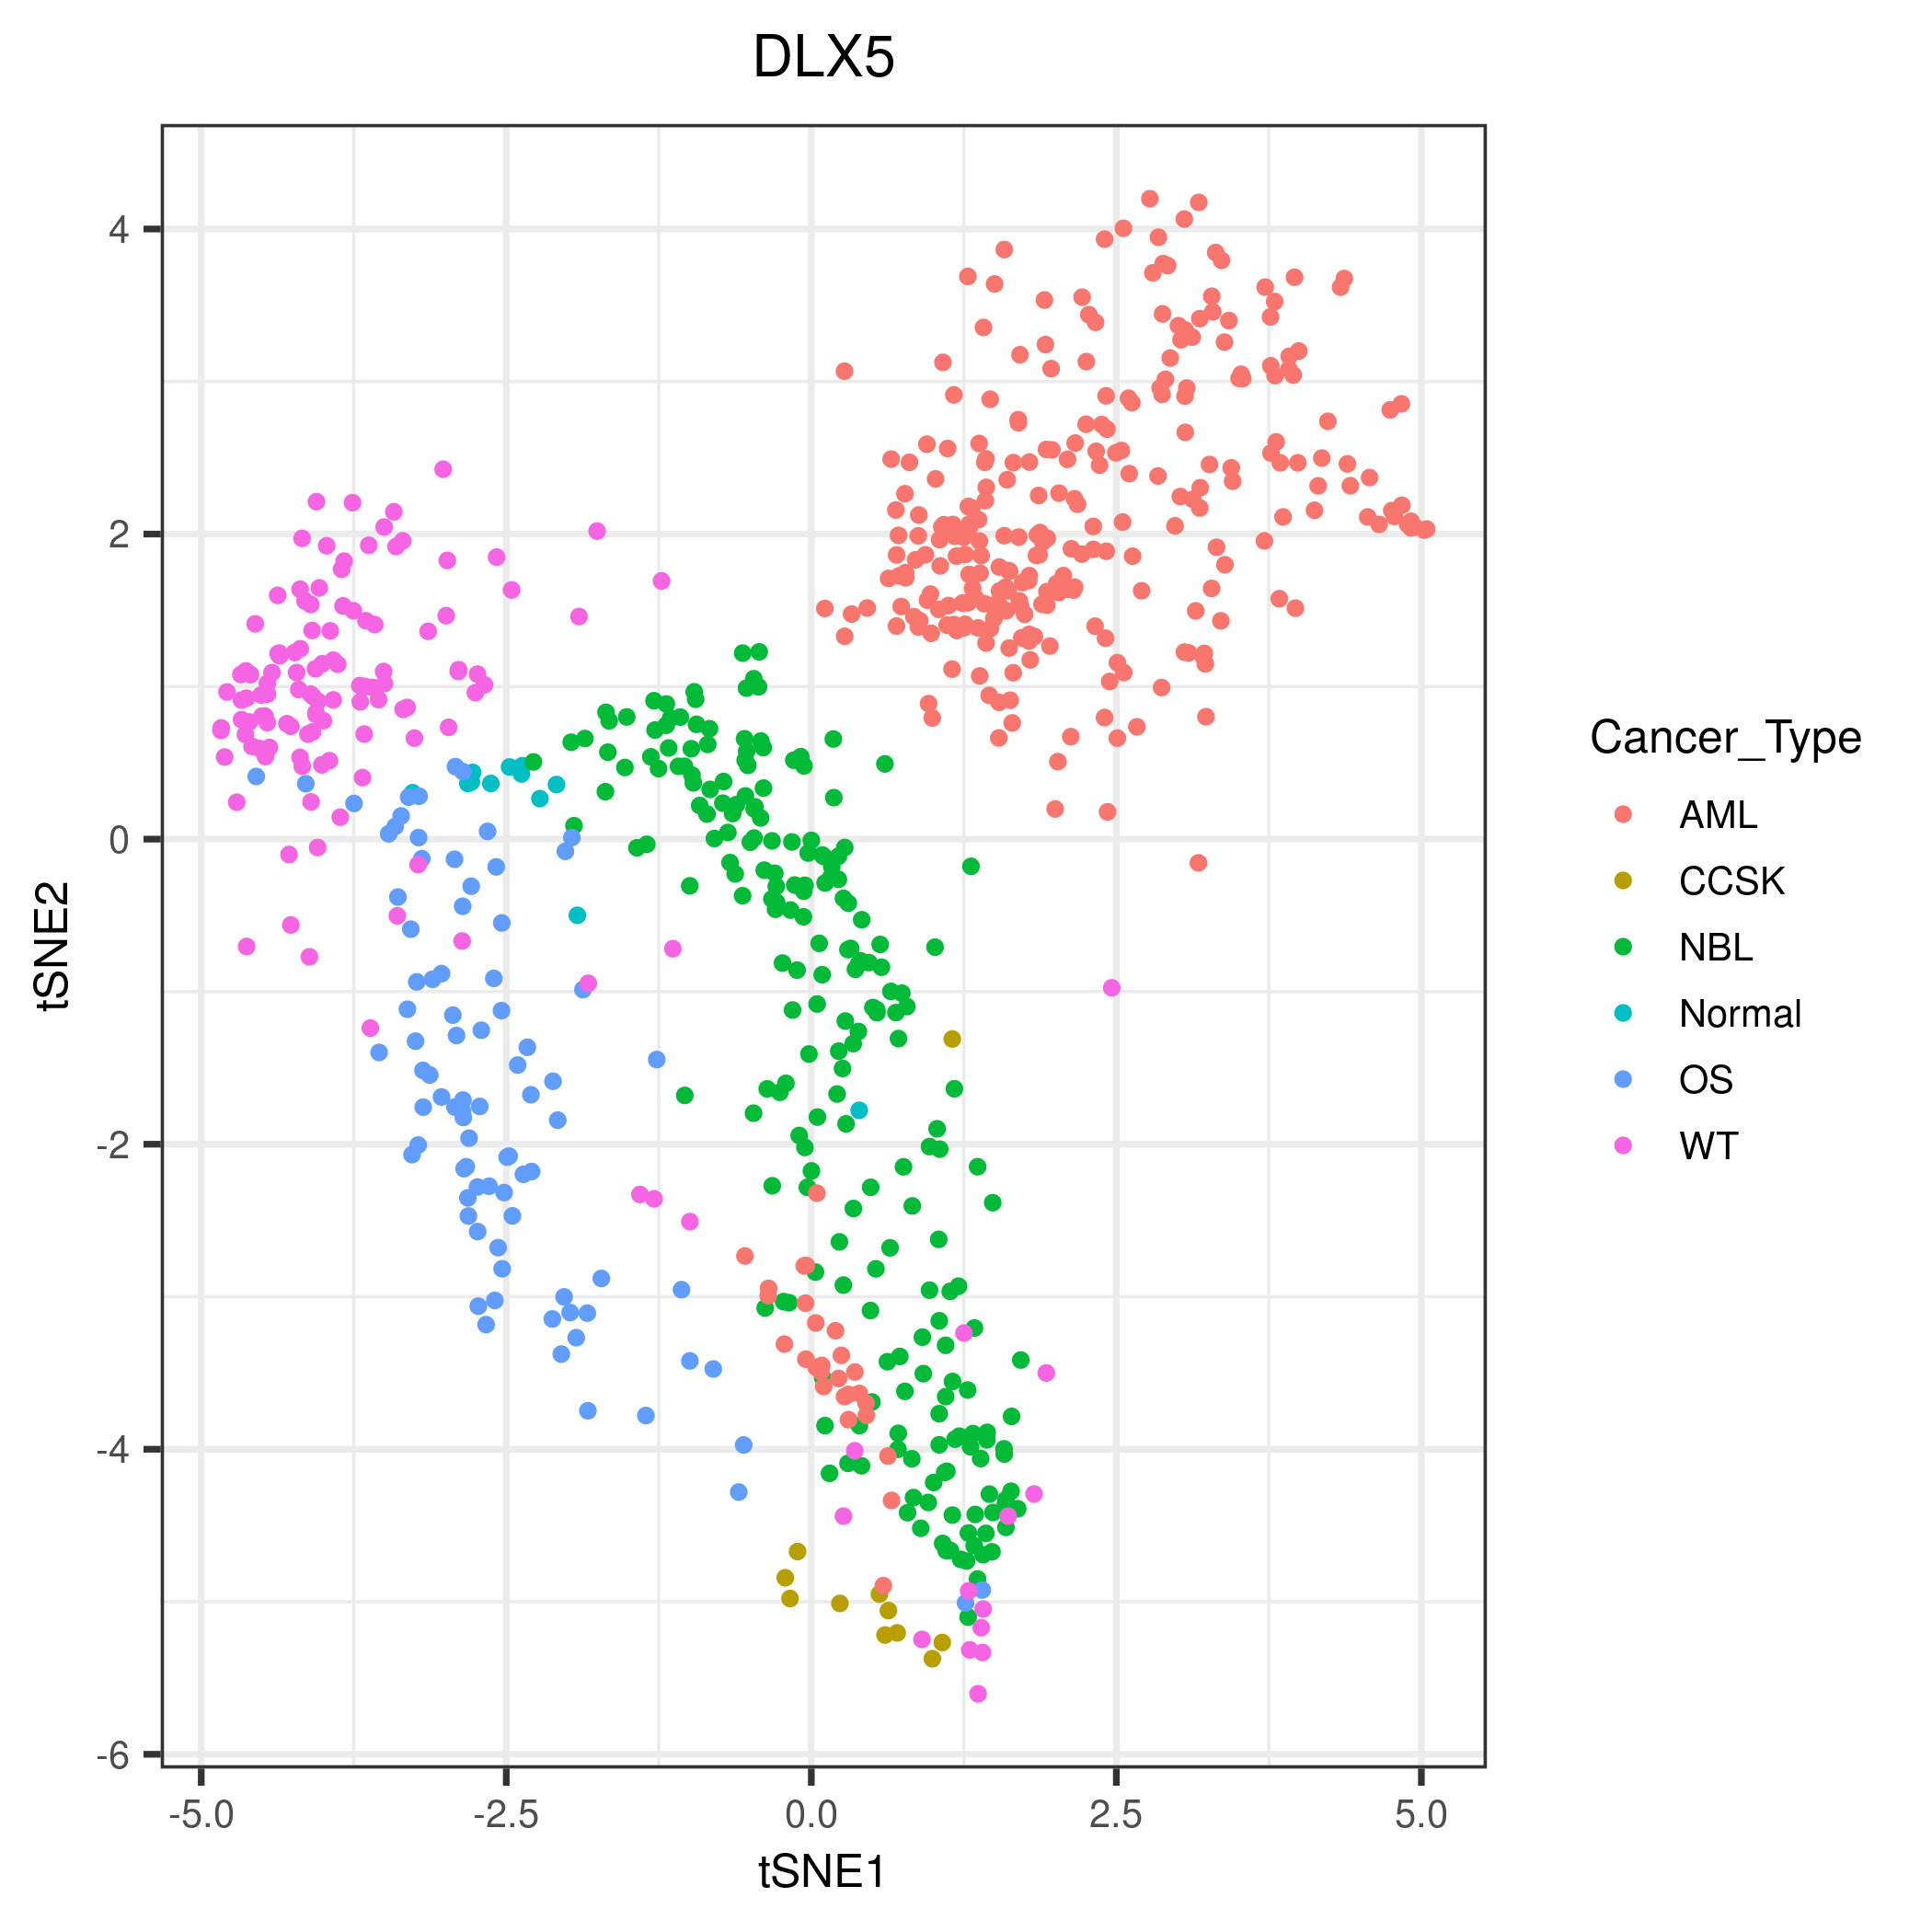 DLX5
4
2
0
-2
-4
-6
tSNE2
-5.0 -2.5 0.0 2.5 5.0
tSNE1
Cancer_Type
AML
CCSK
NBL
Normal
OS
WT